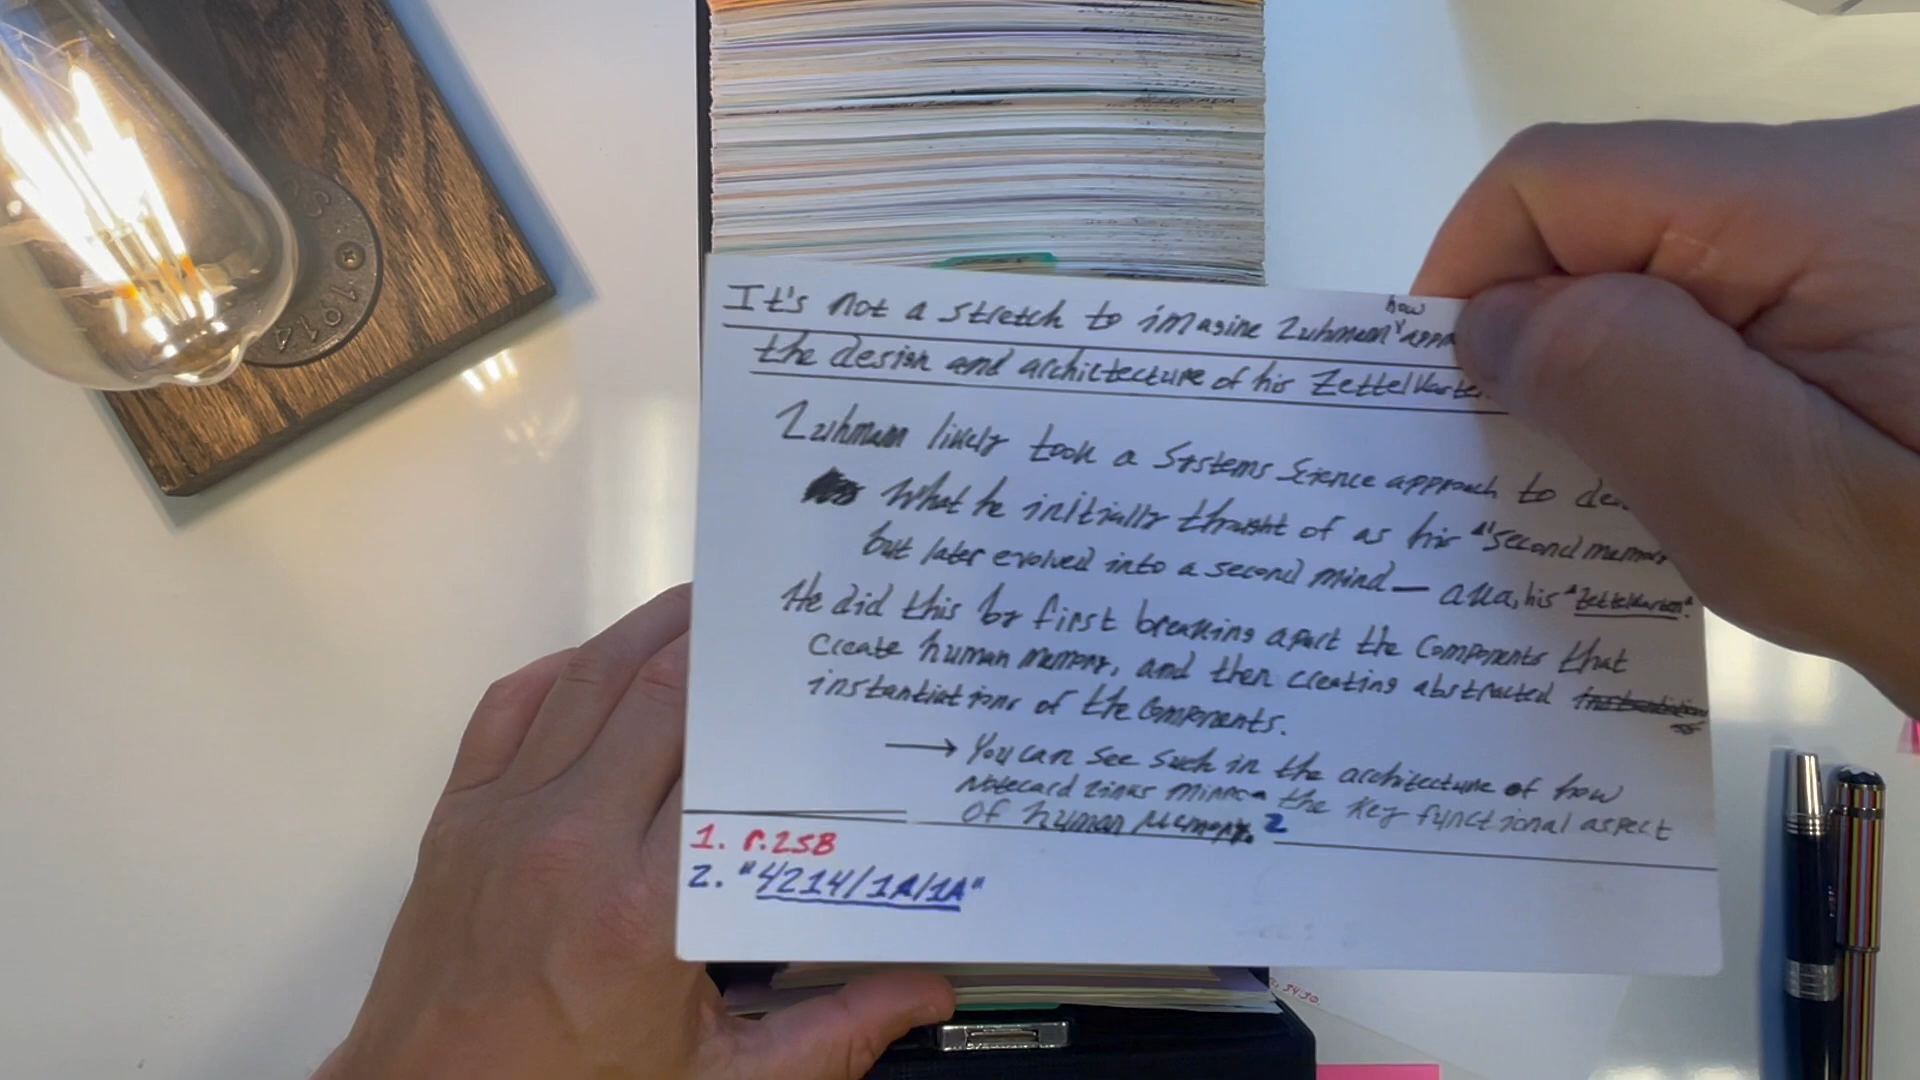 It's not a stretch to imagine Luhmann how
the design and architecture of his Zettelkasten
Luhmann likely took a Systems Science approach to
What he initially thought of as his "second memory
but later evolved into a second mind — aka, his "Zettelkasten".
He did this by first breaking apart the components that
create human memory, and then creating abstracted
instantiations of the components.
→ You can see such in the architecture of how
Notecard links mirror the key functional aspect
of human memory. 2
1. r.25B
2. "4214/1A/1A"
1914